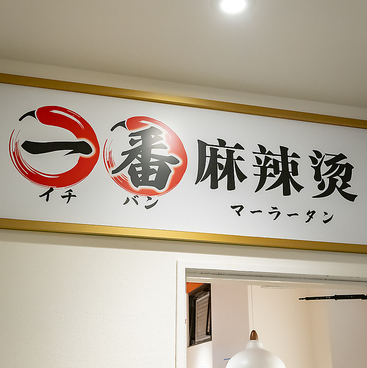 一番麻辣烫
イチ バン マーラータン